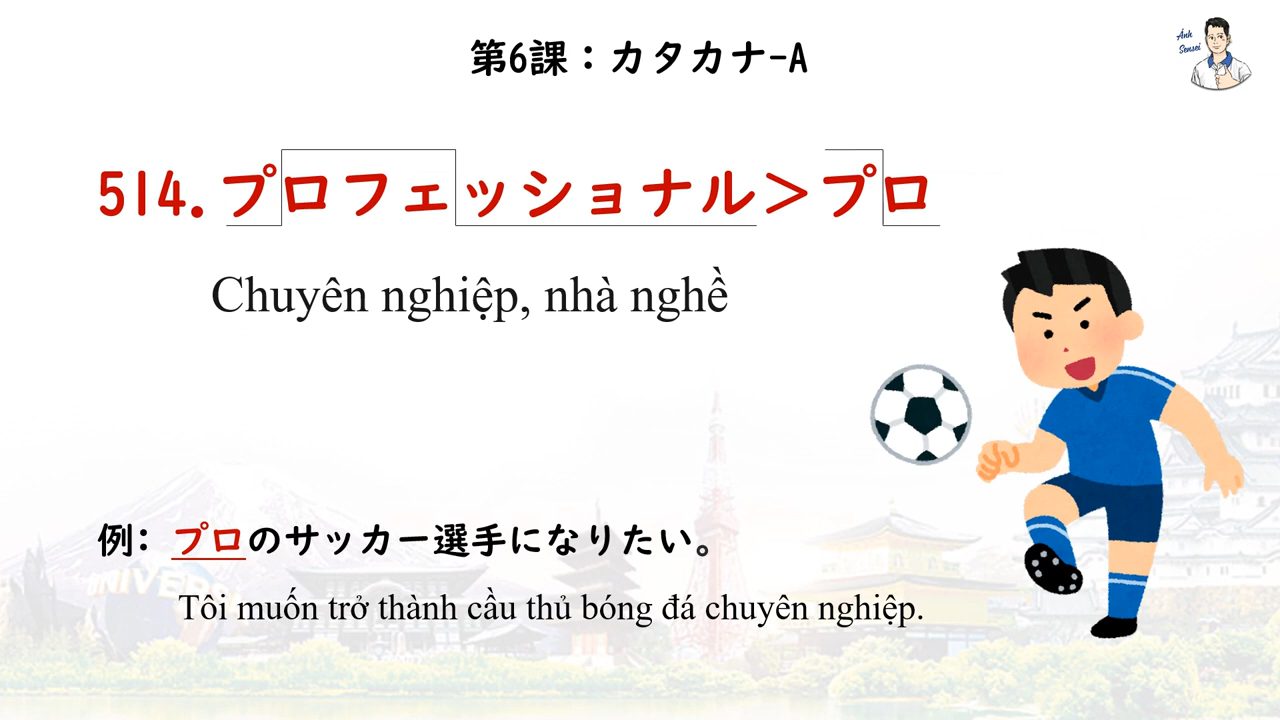 第6課：カタカナ-A
Anh
Sensei
514. プロフェッショナル＞プロ
Chuyên nghiệp, nhà nghề
例: プロのサッカー選手になりたい。
Tôi muốn trở thành cầu thủ bóng đá chuyên nghiệp.